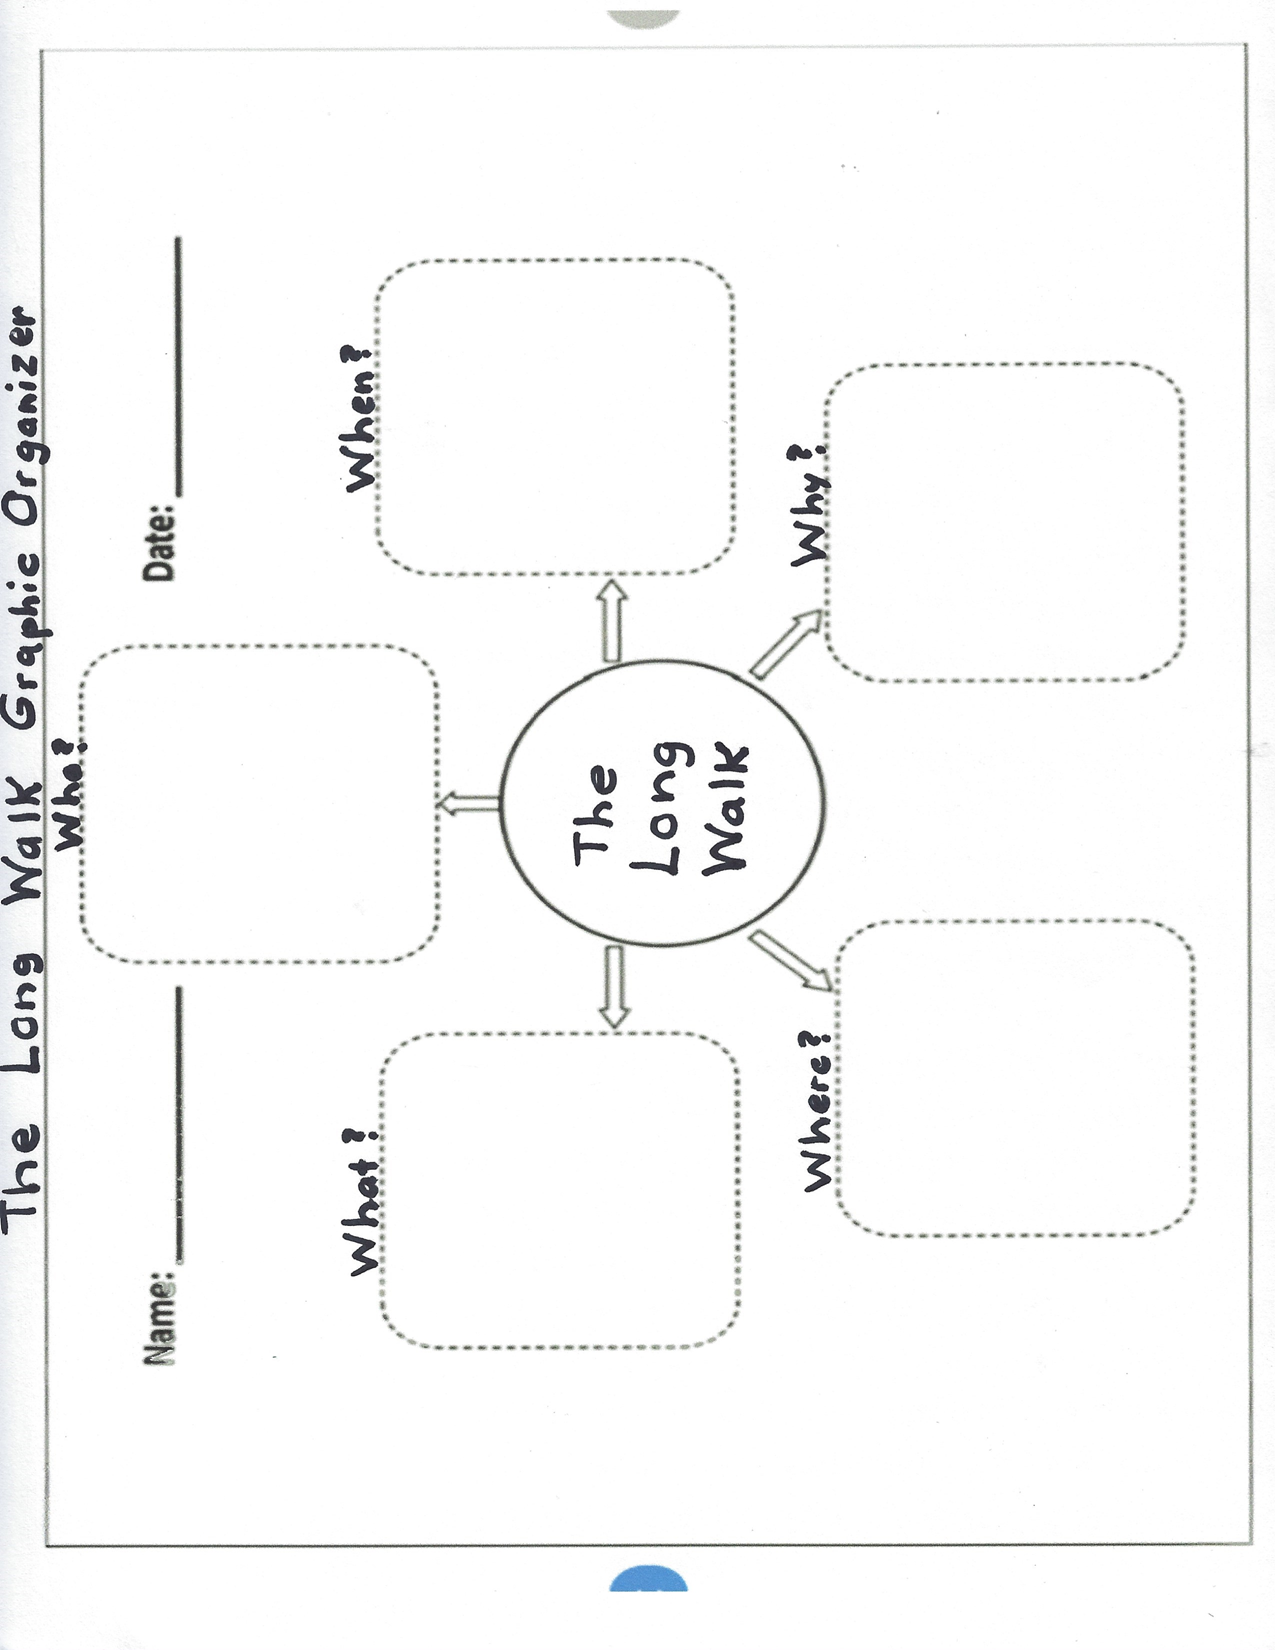 The Long Walk Graphic Organizer
Who?
Name:
Date:
What?
When?
The
Long
Walk
Where?
Why?